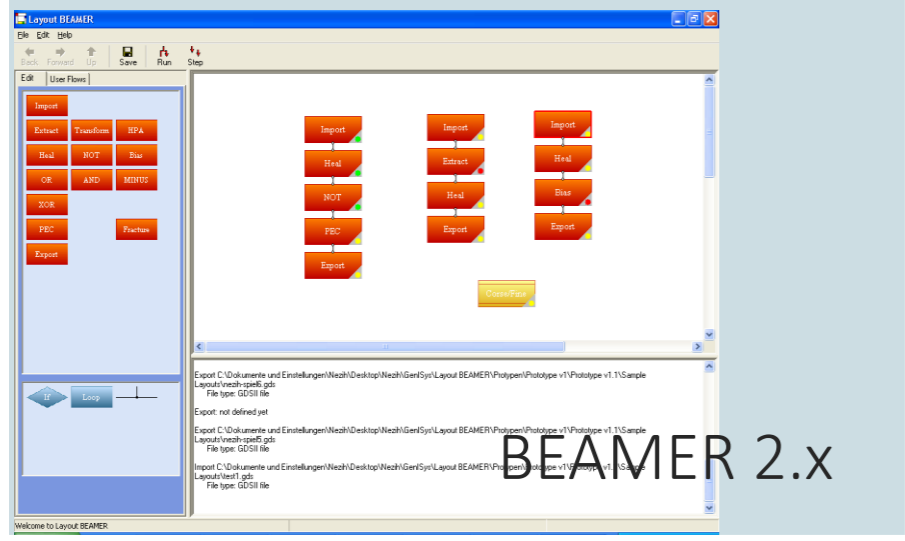 Layout BEAMER
File Edit Help
Back Forward Up Save Run Step
Edit User Flows
Import
Extract Transform HPA
Heal NOT Bias
OR AND MINUS
XOR
PEC Fracture
Export
If Loop
Import
Heal
NOT
PEC
Export
Import
Extract
Heal
Export
Import
Heal
Bias
Export
Export C:\Dokumente und Einstellungen\Nezih\Desktop\Nezih\GenISys\Layout BEAMER\Protypen\Prototype v1\Prototype v1.1\Sample
Layouts\nezih-spiel6.gds
File type: GDSII file
Export: not defined yet
Export C:\Dokumente und Einstellungen\Nezih\Desktop\Nezih\GenISys\Layout BEAMER\Protypen\Prototype v1\Prototype v1.1\Sample
Layouts\nezih-spiel5.gds
File type: GDSII file
Import C:\Dokumente und Einstellungen\Nezih\Desktop\Nezih\GenISys\Layout BEAMER\Protypen\Prototype v1\Prototype v1.1\Sample
Layouts\test1.gds
File type: GDSII file
BEAMER 2.x
Welcome to Layout BEAMER